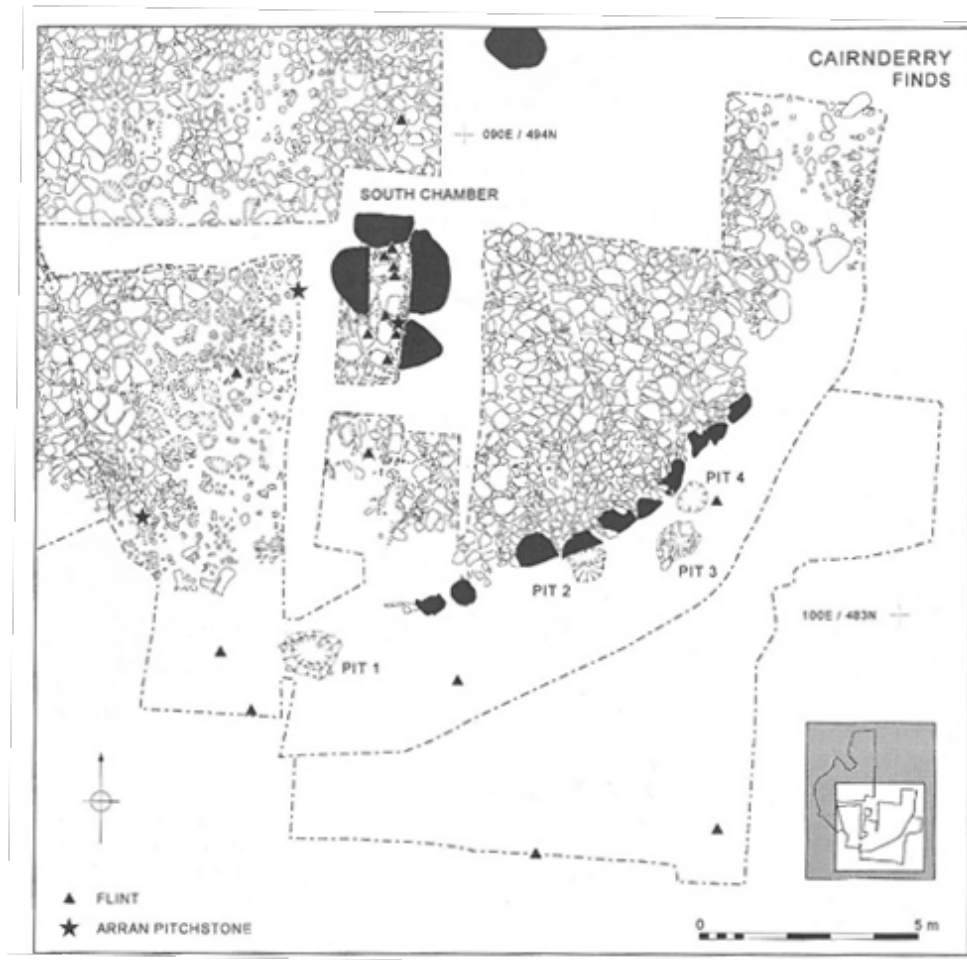 CAIRNDERRY
FINDS
090E / 494N
SOUTH CHAMBER
PIT 4
PIT 3
PIT 2
100E / 483N
PIT 1
FLINT
ARRAN PITCHSTONE
0 5 m